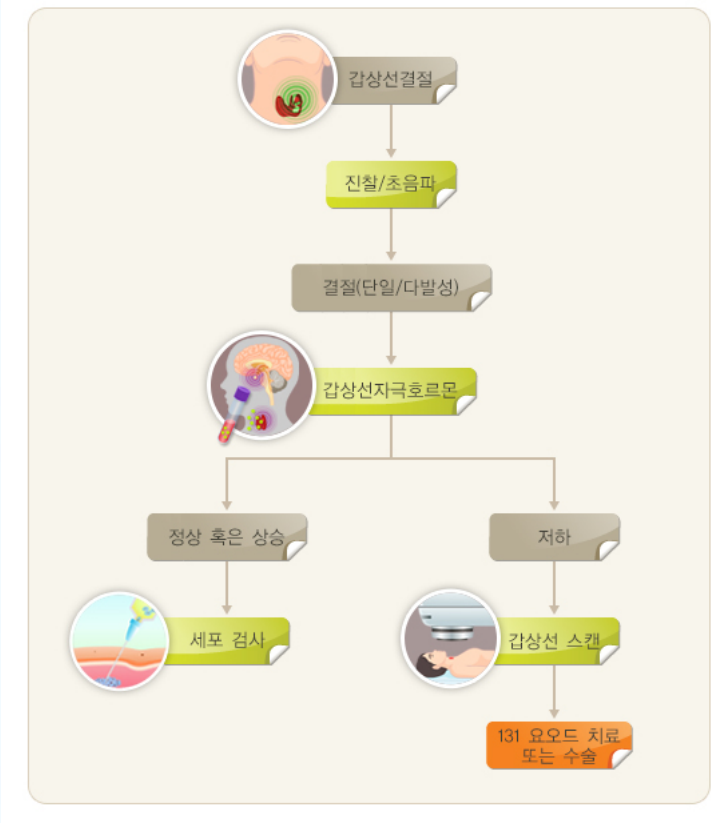 갑상선결절
진찰/초음파
결절(단일/다발성)
갑상선자극호르몬
정상 혹은 상승
저하
세포 검사
갑상선 스캔
131 요오드 치료
또는 수술